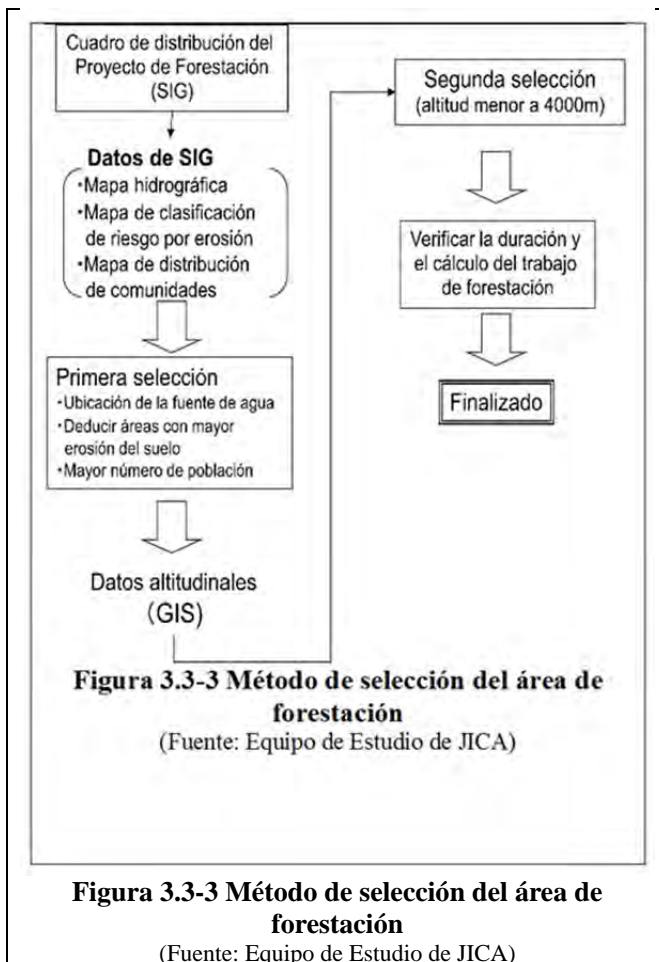 Cuadro de distribución del
Proyecto de Forestación
(SIG)
Datos de SIG
·Mapa hidrográfica
·Mapa de clasificación
de riesgo por erosión
·Mapa de distribución
de comunidades
Primera selección
·Ubicación de la fuente de agua
·Deducir áreas con mayor
erosión del suelo
·Mayor número de población
Datos altitudinales
(GIS)
Segunda selección
(altitud menor a 4000m)
Verificar la duración y
el cálculo del trabajo
de forestación
Finalizado
Figura 3.3-3 Método de selección del área de
forestación
(Fuente: Equipo de Estudio de JICA)
Figura 3.3-3 Método de selección del área de
forestación
(Fuente: Equipo de Estudio de JICA)